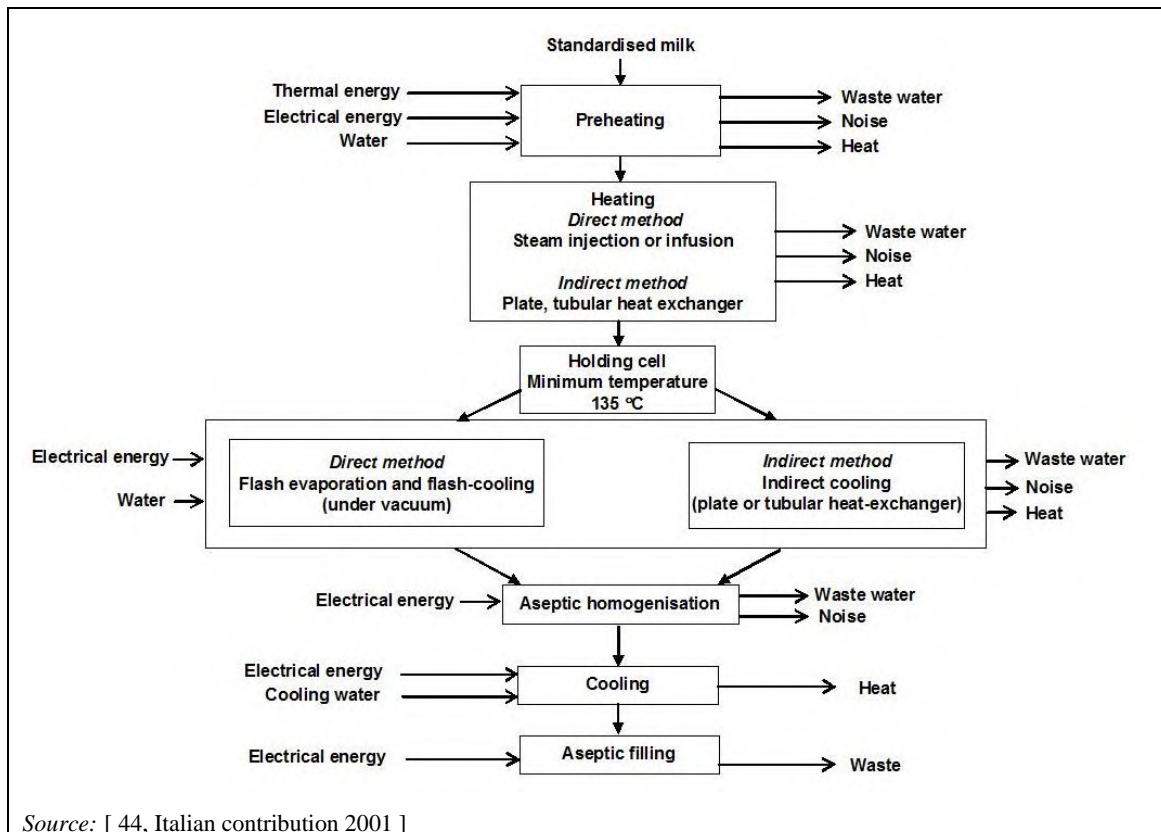 Standardised milk
Thermal energy
Electrical energy
Water
Preheating
Waste water
Noise
Heat
Heating
Direct method
Steam injection or infusion
Indirect method
Plate, tubular heat exchanger
Waste water
Noise
Heat
Holding cell
Minimum temperature
135 °C
Electrical energy
Water
Direct method
Flash evaporation and flash-cooling
(under vacuum)
Indirect method
Indirect cooling
(plate or tubular heat-exchanger)
Waste water
Noise
Heat
Electrical energy
Aseptic homogenisation
Waste water
Noise
Electrical energy
Cooling water
Cooling
Heat
Electrical energy
Aseptic filling
Waste
Source: [ 44, Italian contribution 2001 ]